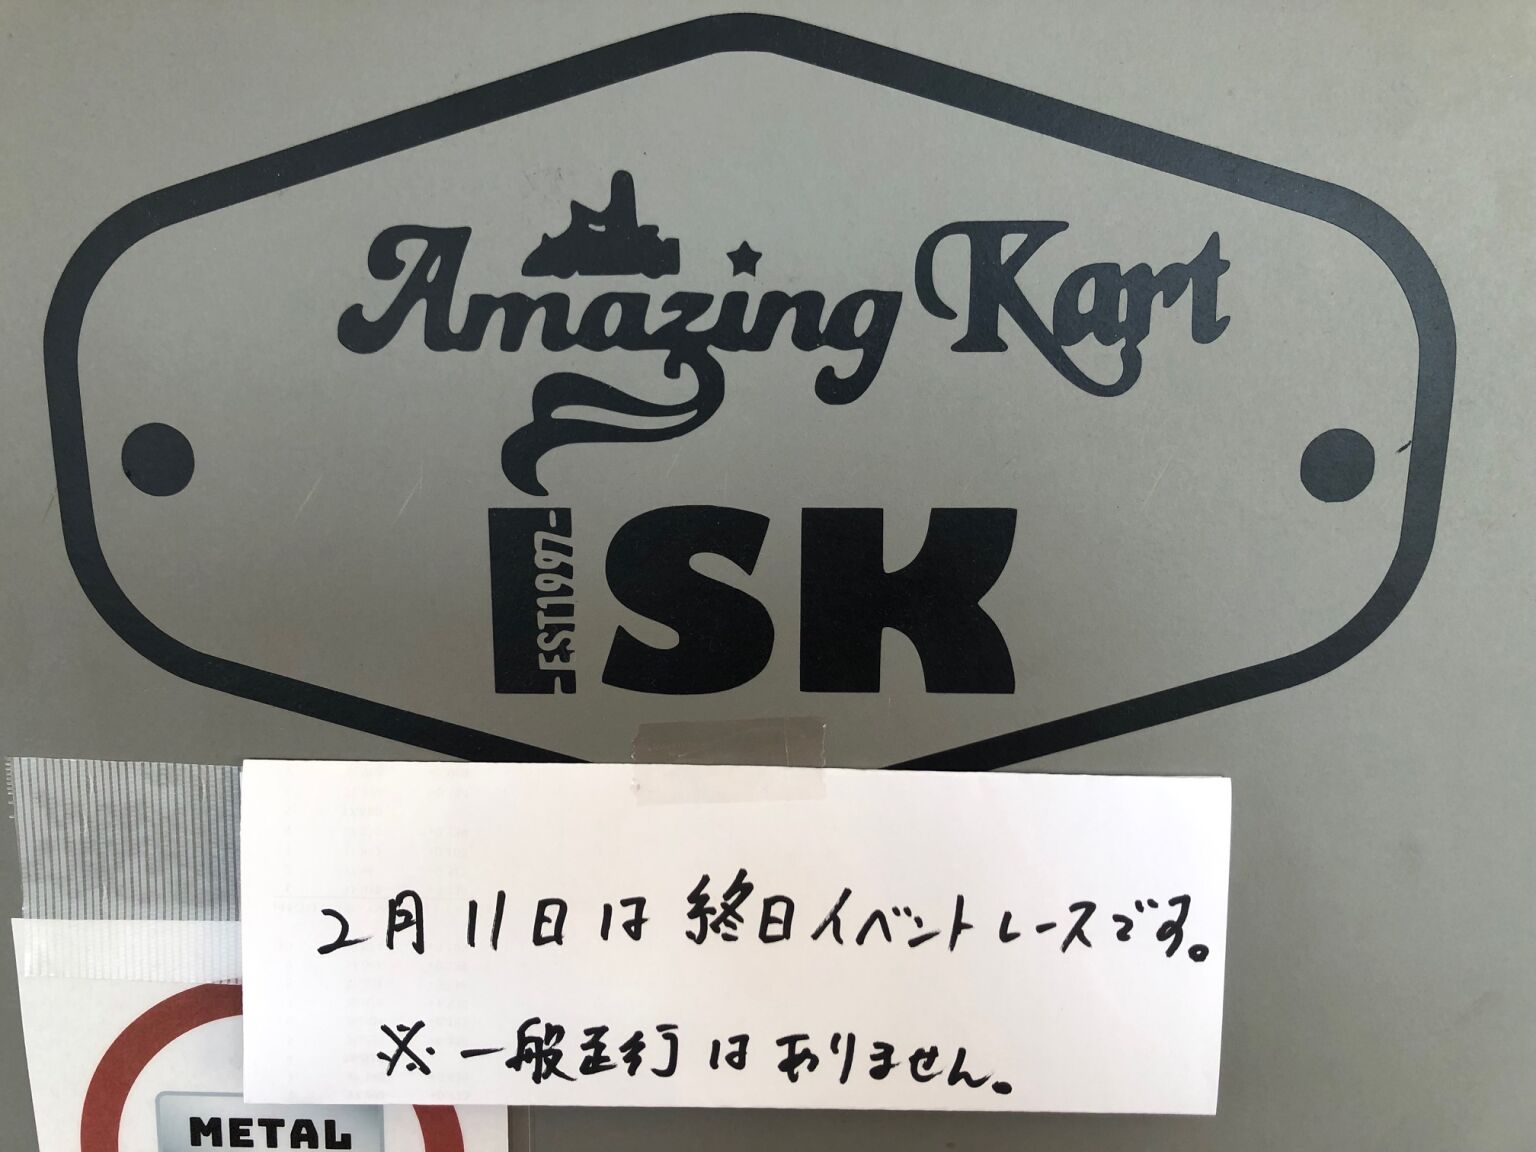 Amazing Kart
ISK
-EST1997-
2月11日は終日イベントレースです。
※一般走行はありません。
METAL